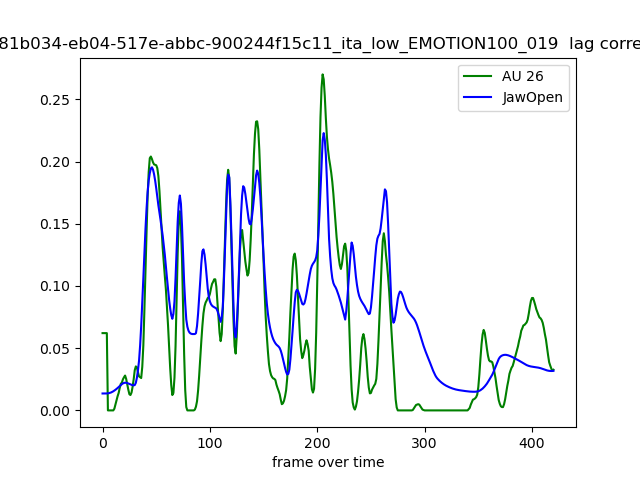 81b034-eb04-517e-abbc-900244f15c11_ita_low_EMOTION100_019 lag corre
AU 26
JawOpen
0.25
0.20
0.15
0.10
0.05
0.00
0 100 200 300 400
frame over time